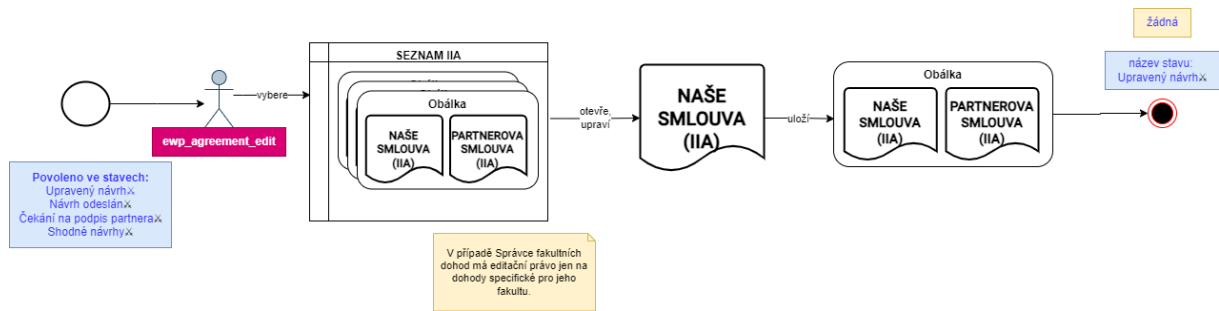 žádná
název stavu:
Upravený návrh⚔
SEZNAM IIA
Obálka
NAŠE
SMLOUVA
(IIA)
PARTNEROVA
SMLOUVA
(IIA)
vybere
ewp_agreement_edit
Povoleno ve stavech:
Upravený návrh⚔
Návrh odeslán⚔
Čekání na podpis partnera⚔
Shodné návrhy⚔
otevře,
upraví
NAŠE
SMLOUVA
(IIA)
uloží
Obálka
NAŠE
SMLOUVA
(IIA)
PARTNEROVA
SMLOUVA
(IIA)
V případě Správce fakultních
dohod má editační právo jen na
dohody specifické pro jeho
fakultu.